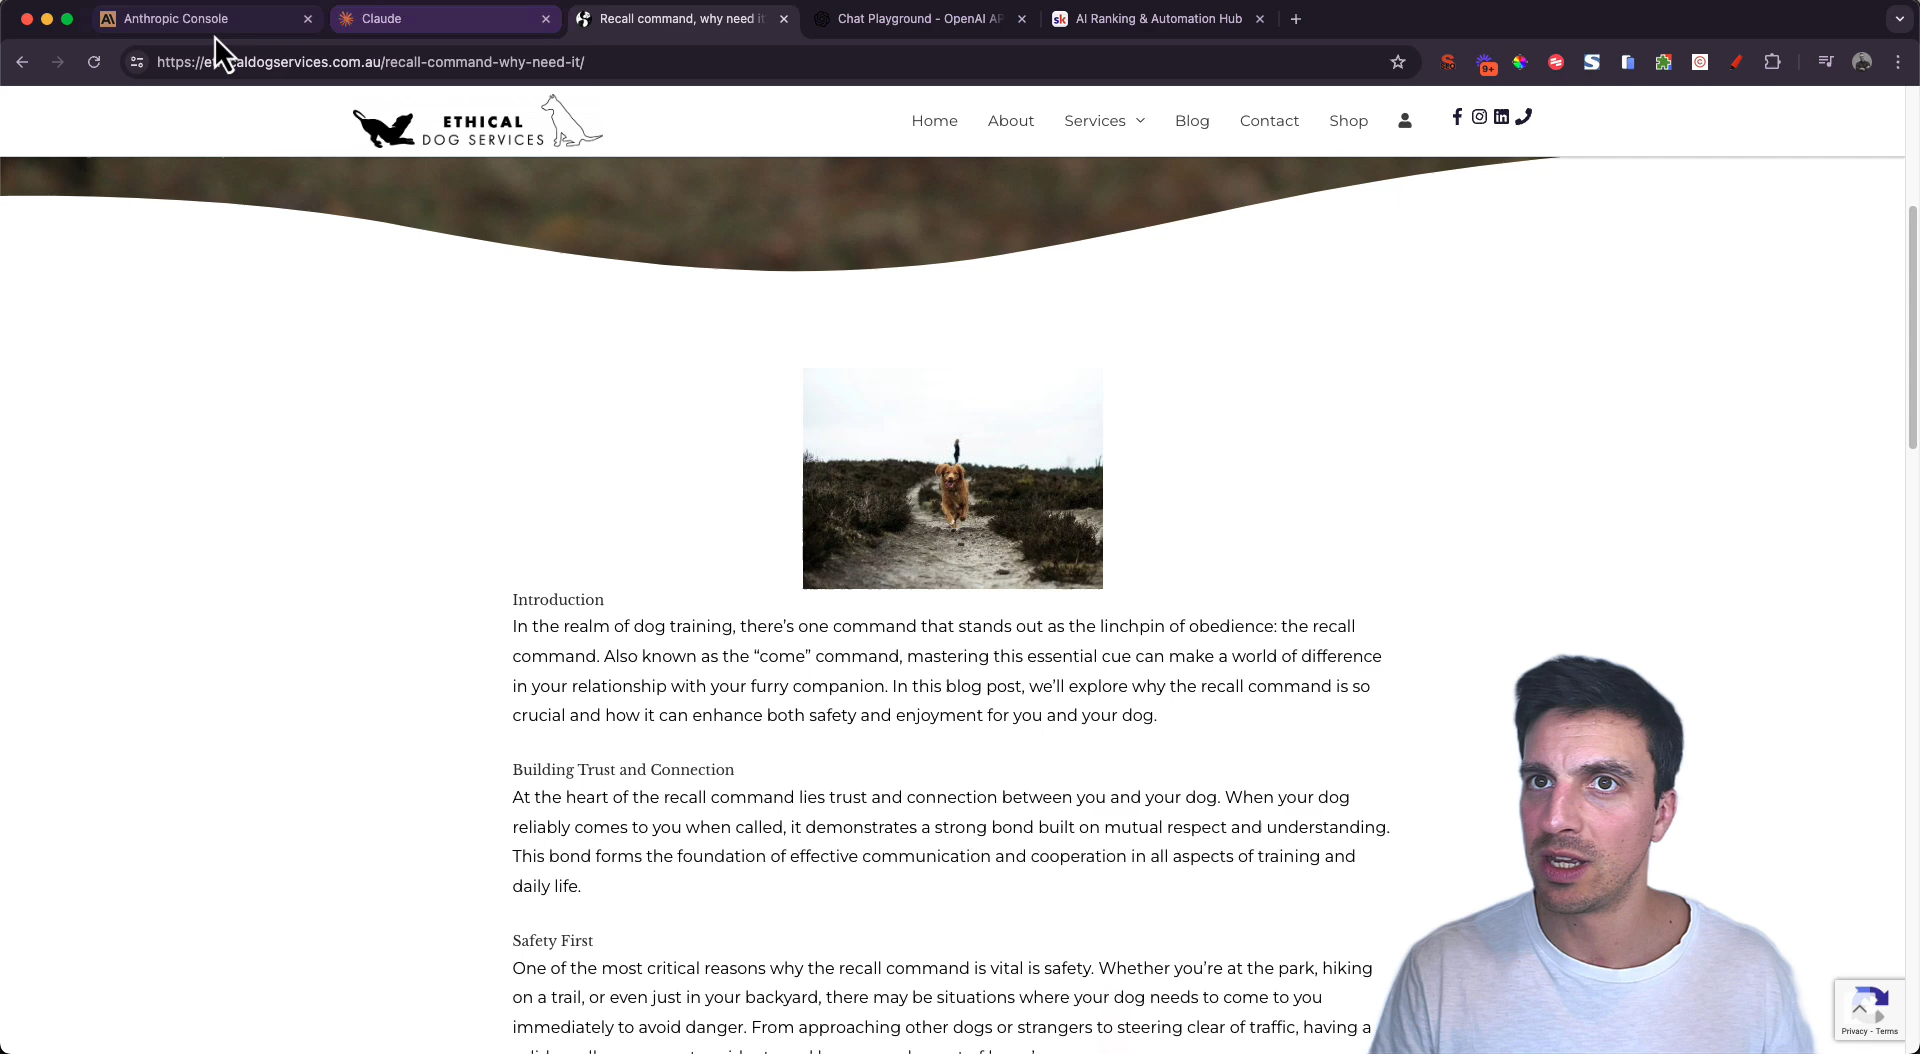 Anthropic Console
Claude
Recall command, why need it
Chat Playground - OpenAI AP
AI Ranking & Automation Hub
https://e aldogservices.com.au/recall-command-why-need-it/
9+
ETHICAL
DOG SERVICES
Home
About
Services
Blog
Contact
Shop
Introduction
In the realm of dog training, there’s one command that stands out as the linchpin of obedience: the recall
command. Also known as the “come” command, mastering this essential cue can make a world of difference
in your relationship with your furry companion. In this blog post, we’ll explore why the recall command is so
crucial and how it can enhance both safety and enjoyment for you and your dog.
Building Trust and Connection
At the heart of the recall command lies trust and connection between you and your dog. When your dog
reliably comes to you when called, it demonstrates a strong bond built on mutual respect and understanding.
This bond forms the foundation of effective communication and cooperation in all aspects of training and
daily life.
Safety First
One of the most critical reasons why the recall command is vital is safety. Whether you’re at the park, hiking
on a trail, or even just in your backyard, there may be situations where your dog needs to come to you
immediately to avoid danger. From approaching other dogs or strangers to steering clear of traffic, having a
Privacy - Terms